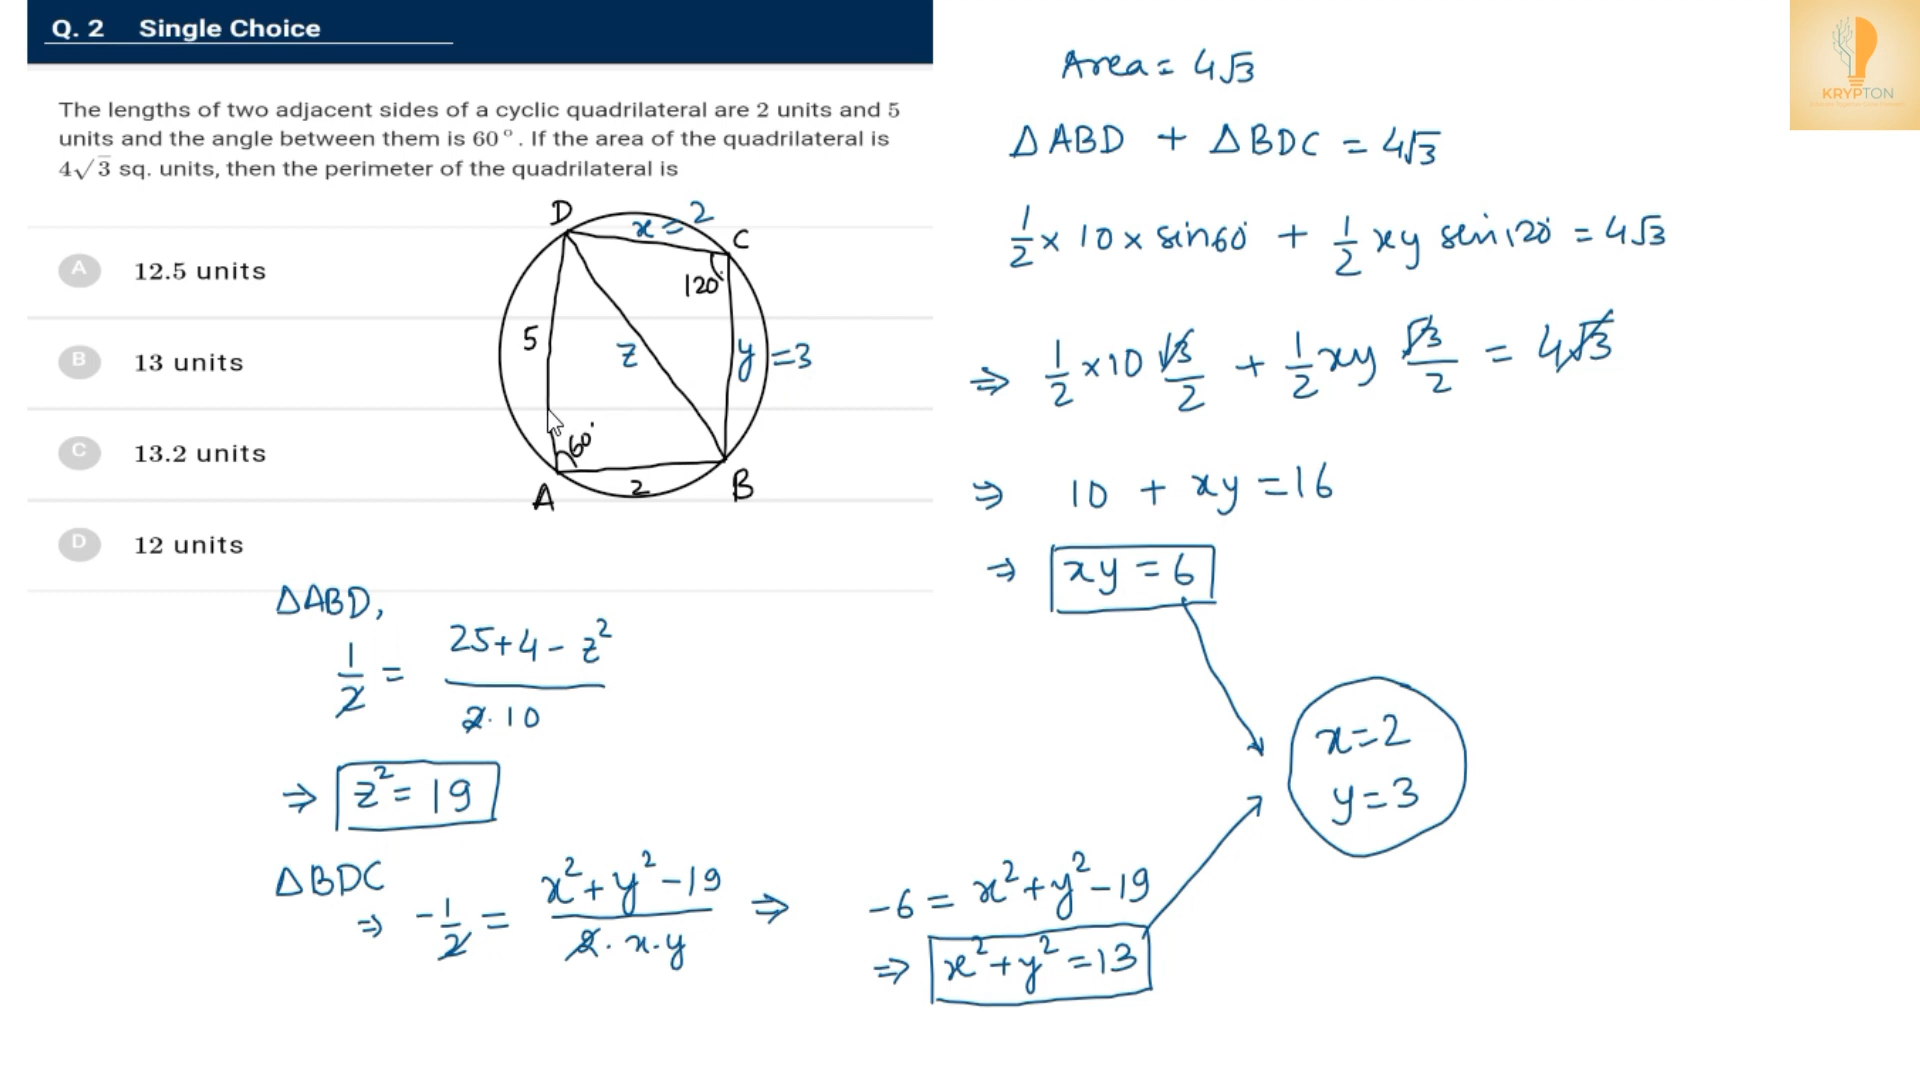 Q. 2 Single Choice
The lengths of two adjacent sides of a cyclic quadrilateral are 2 units and 5
units and the angle between them is 60°. If the area of the quadrilateral is
4√3 sq. units, then the perimeter of the quadrilateral is
A 12.5 units
B 13 units
C 13.2 units
D 12 units
D
x = 2
C
120°
5
z
y = 3
60°
A
2
B
ΔABD,
1/2 = (25+4-z²)/(2·10)
⇒ z² = 19
ΔBDC
⇒ -1/2 = (x²+y²-19)/(2·x·y) ⇒ -6 = x²+y²-19
⇒ x²+y² = 13
Area = 4√3
ΔABD + ΔBDC = 4√3
1/2 × 10 × sin60° + 1/2 xy sin120° = 4√3
⇒ 1/2 × 10 √3/2 + 1/2 xy √3/2 = 4√3
⇒ 10 + xy = 16
⇒ xy = 6
x = 2
y = 3
KRYPTON